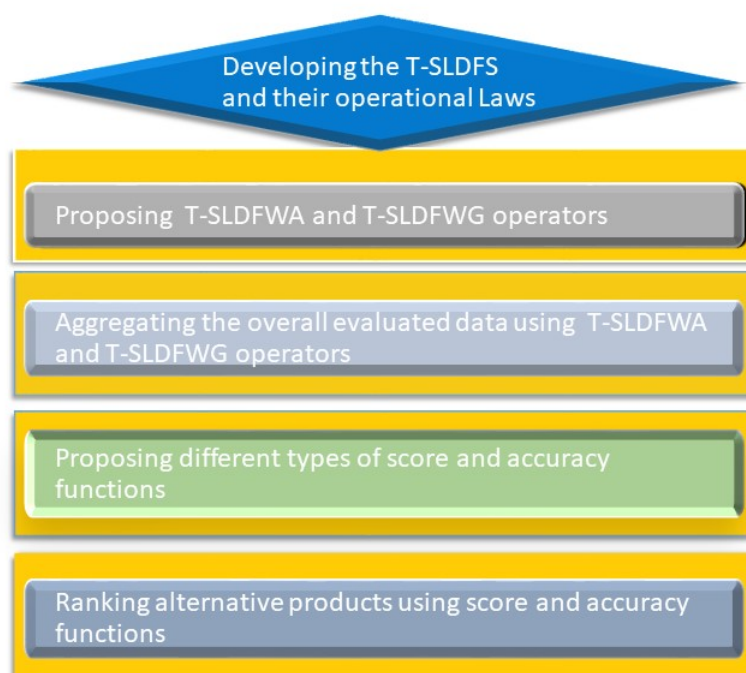 Developing the T-SLDFS
and their operational Laws
Proposing T-SLDFWA and T-SLDFWG operators
Aggregating the overall evaluated data using T-SLDFWA
and T-SLDFWG operators
Proposing different types of score and accuracy
functions
Ranking alternative products using score and accuracy
functions